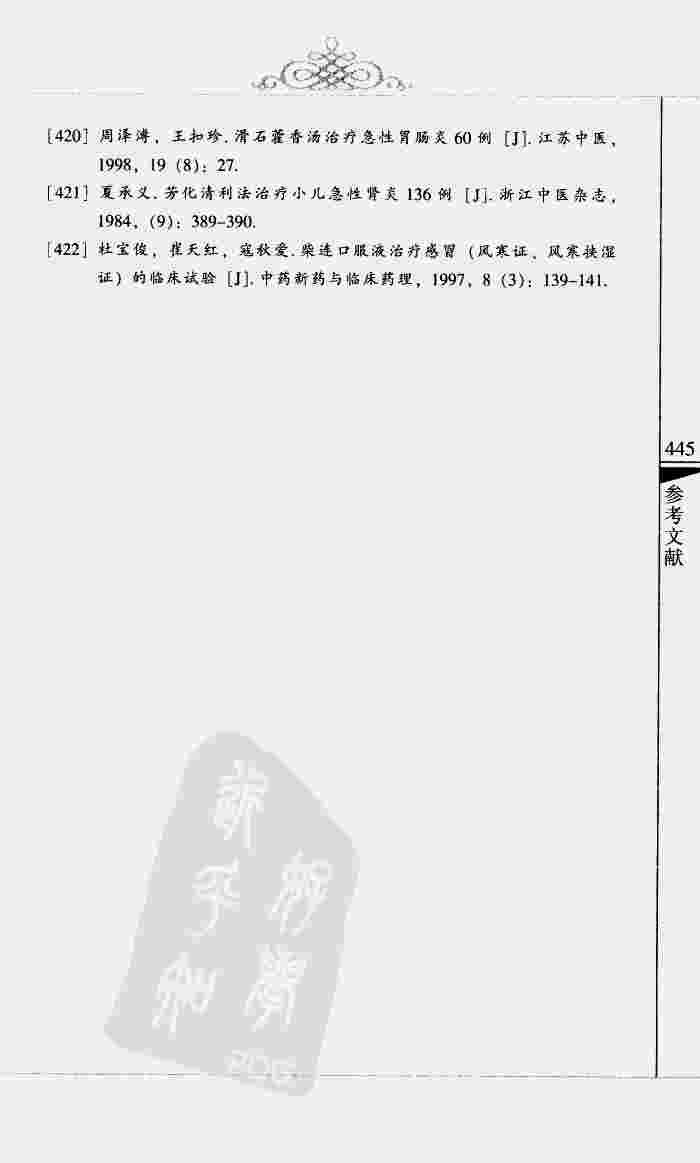 [420] 周泽溥，王扣珍.滑石藿香汤治疗急性胃肠炎 60 例 [J].江苏中医，
1998，19（8）：27.
[421] 夏承义.芳化清利法治疗小儿急性肾炎 136 例 [J].浙江中医杂志，
1984，（9）：389–390.
[422] 杜宝俊，崔天红，寇秋爱.柴连口服液治疗感冒（风寒证、风寒挟湿
证）的临床试验 [J].中药新药与临床药理，1997，8（3）：139–141.
445
参考文献
PDG